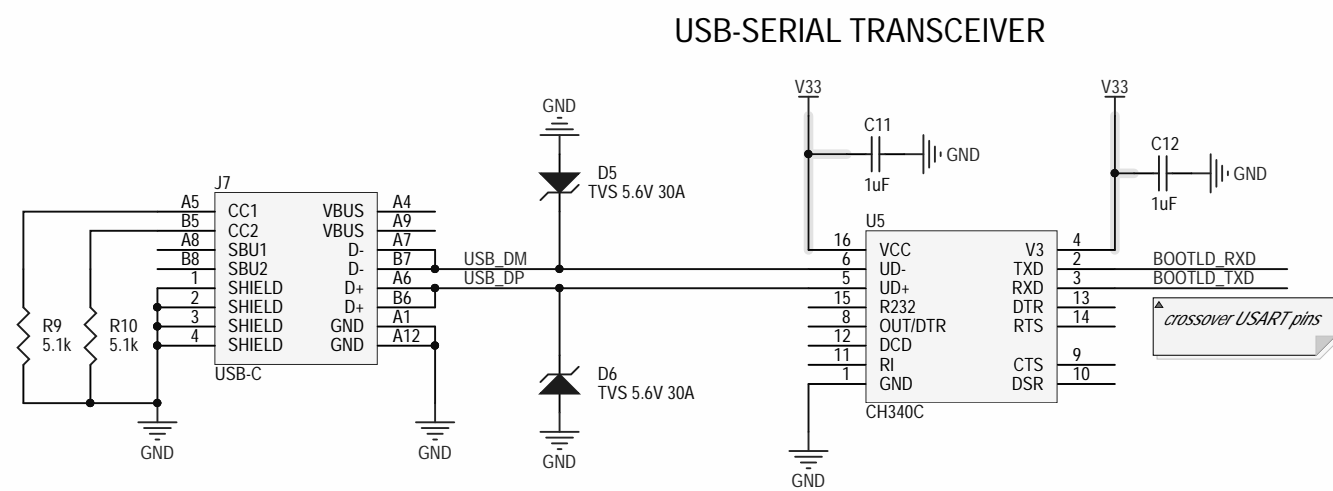 USB-SERIAL TRANSCEIVER
V33
V33
GND
C11
C12
GND
GND
1uF
1uF
D5
TVS 5.6V 30A
J7
A5 CC1 VBUS A4
B5 CC2 VBUS A9
A8 SBU1 D- A7
B8 SBU2 D- B7
1 SHIELD D+ A6
2 SHIELD D+ B6
3 SHIELD GND A1
4 SHIELD GND A12
USB-C
USB_DM
USB_DP
R9
5.1k
R10
5.1k
GND
GND
D6
TVS 5.6V 30A
GND
U5
16 VCC V3 4
6 UD- TXD 2
5 UD+ RXD 3
15 R232 DTR 13
8 OUT/DTR RTS 14
12 DCD
11 RI CTS 9
1 GND DSR 10
CH340C
GND
BOOTLD_RXD
BOOTLD_TXD
crossover USART pins